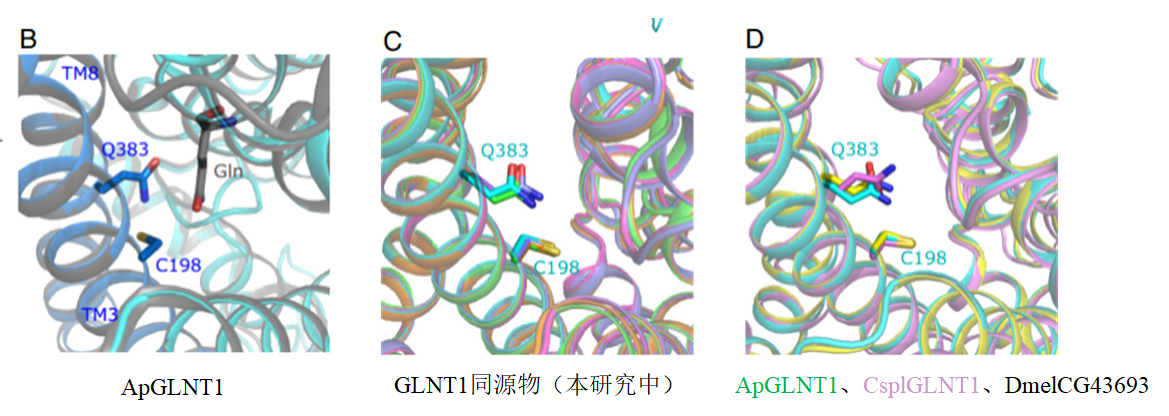 B
TM8
Q383
Gln
C198
TM3
ApGLNT1
C
Q383
C198
GLNT1同源物（本研究中）
D
Q383
C198
ApGLNT1、CsplGLNT1、DmelCG43693